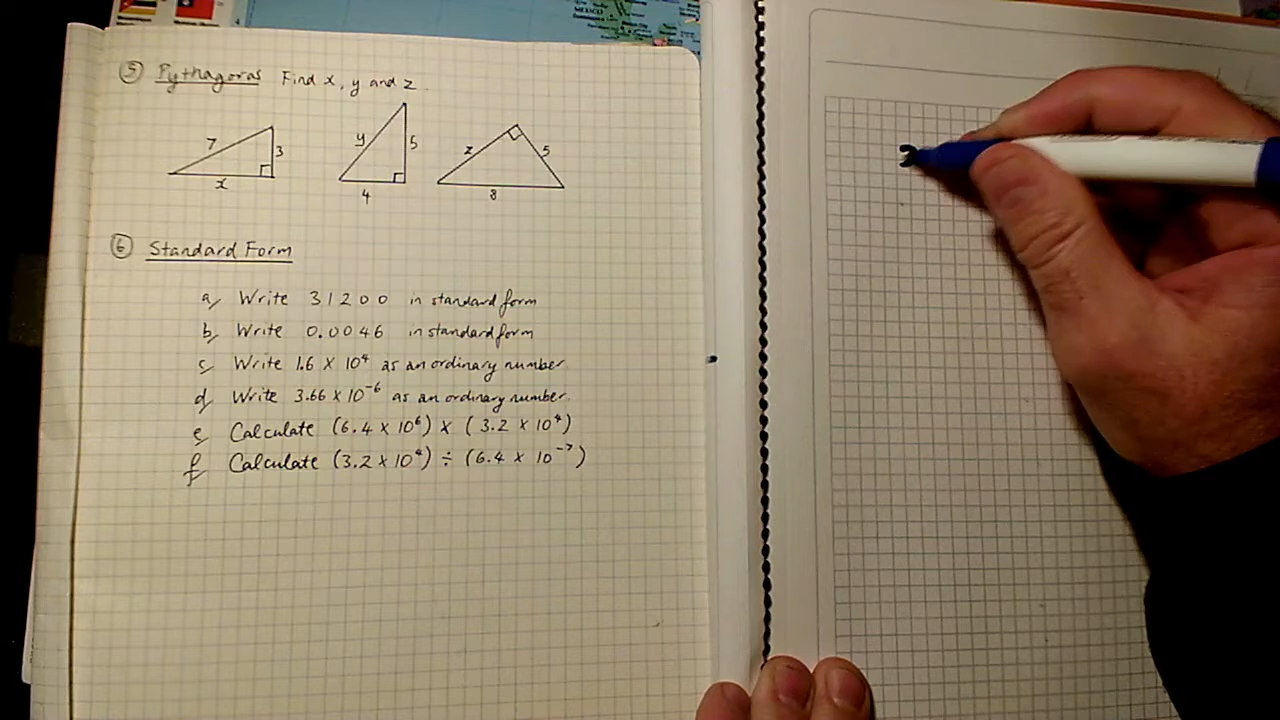 MEXICO
⑤ Pythagoras Find x, y and z.
7 3 x
y 5 4
z 5 8
⑥ Standard Form
a, Write 31200 in standard form
b, Write 0.0046 in standard form
c, Write 1.6 × 10⁴ as an ordinary number.
d, Write 3.66 × 10⁻⁶ as an ordinary number.
e, Calculate (6.4 × 10⁶) × (3.2 × 10⁴)
f, Calculate (3.2 × 10⁴) ÷ (6.4 × 10⁻⁷)